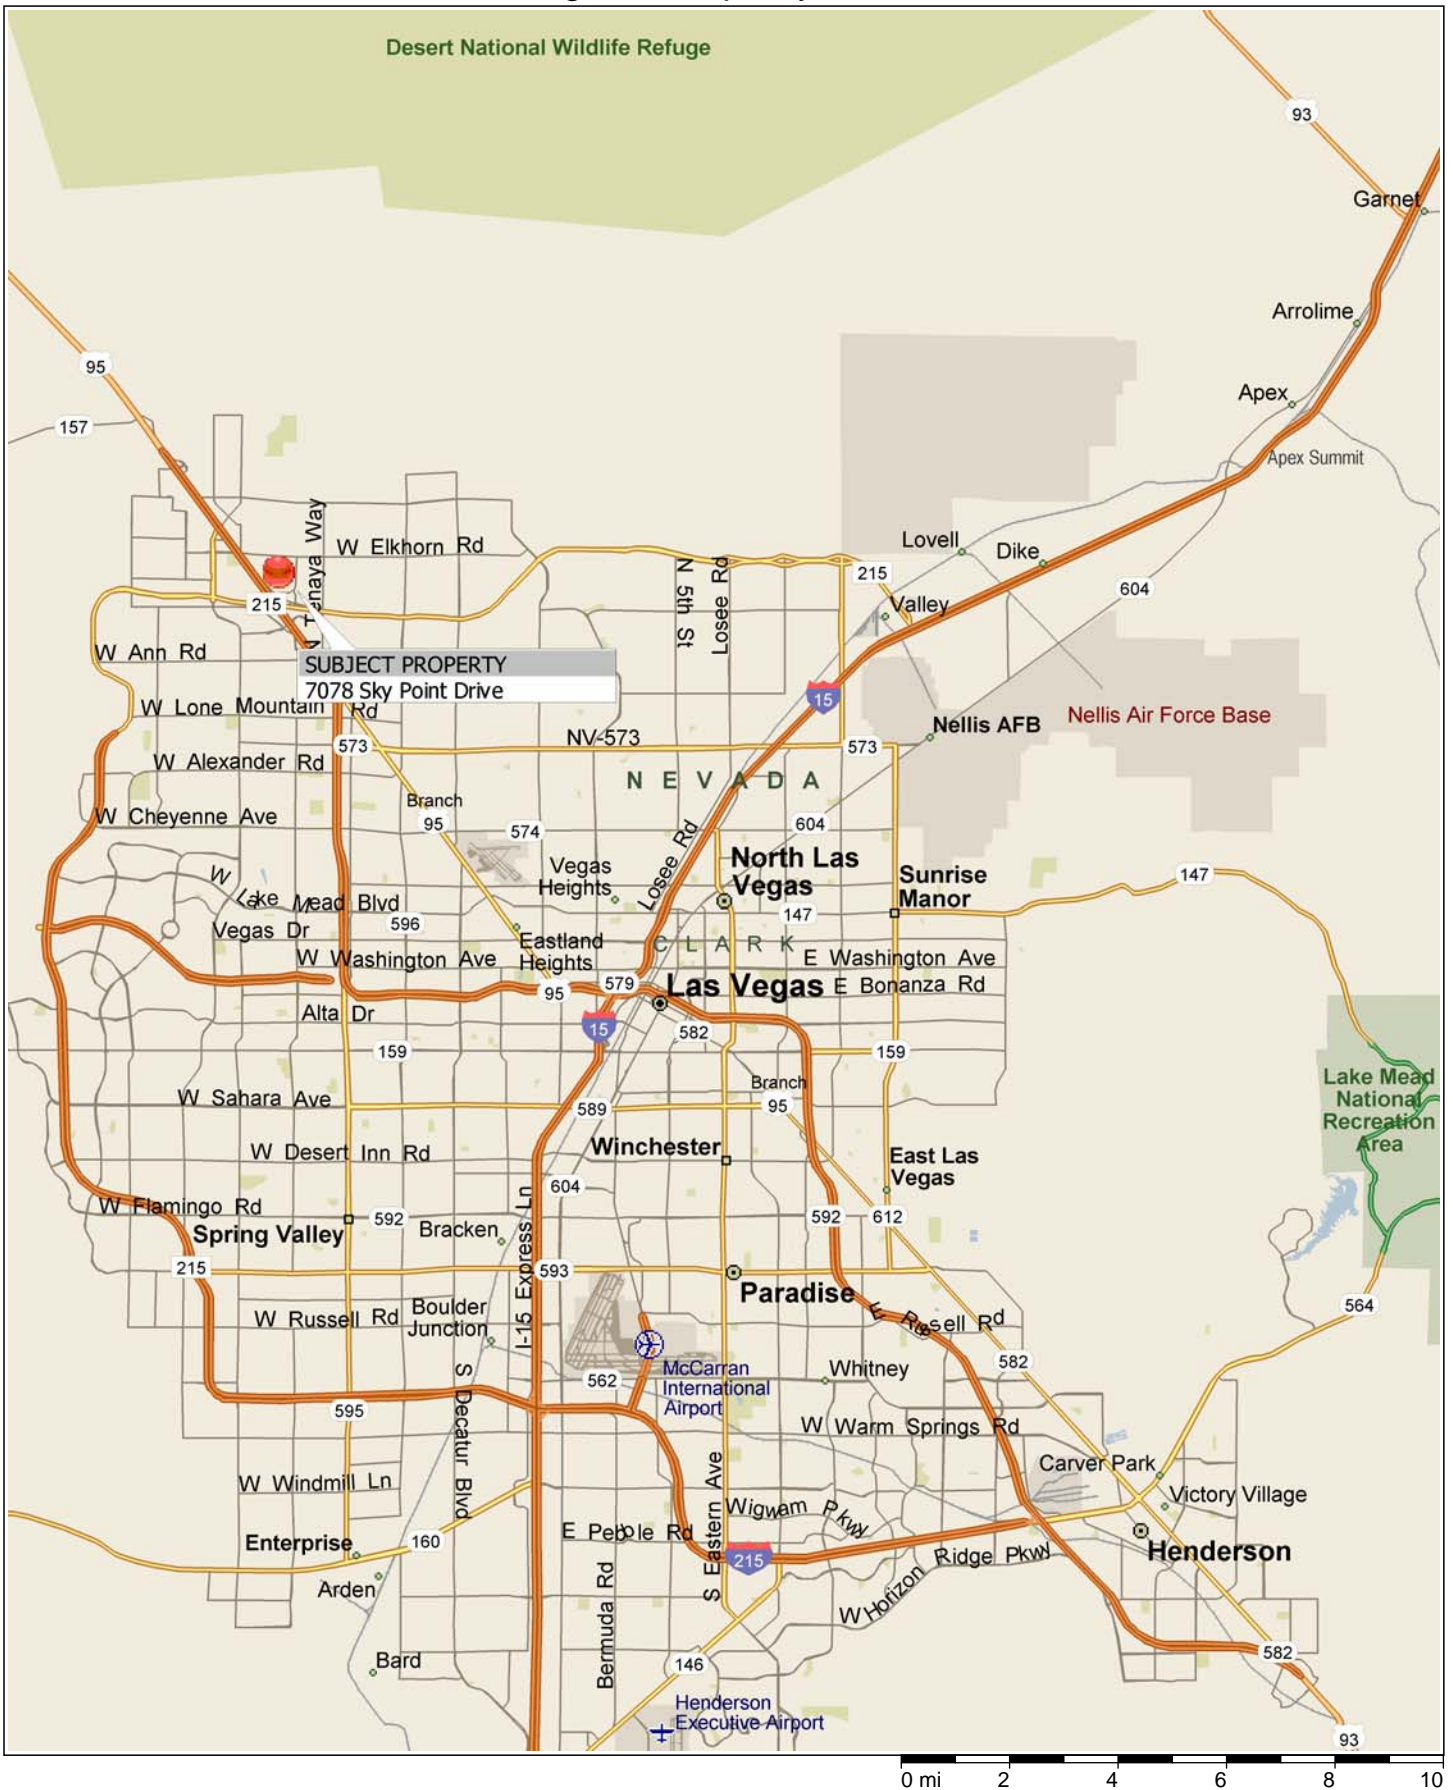 Desert National Wildlife Refuge
93
Garnet
Arrolime
95
Apex
157
Apex Summit
N Tenaya Way
W Elkhorn Rd
Lovell
Dike
N 5th St
Losee Rd
215
604
215
Valley
W Ann Rd
SUBJECT PROPERTY
7078 Sky Point Drive
15
W Lone Mountain Rd
Nellis AFB
Nellis Air Force Base
573
NV-573
573
W Alexander Rd
NEVADA
Branch
95
W Cheyenne Ave
574
604
Losee Rd
North Las
Vegas
Vegas
Heights
Sunrise
Manor
147
W Lake Mead Blvd
596
147
Vegas Dr
Eastland
Heights
CLARK
W Washington Ave
E Washington Ave
579
Las Vegas
E Bonanza Rd
95
Alta Dr
15
582
159
159
Lake Mead
National
Recreation
Area
Branch
95
W Sahara Ave
589
W Desert Inn Rd
Winchester
East Las
Vegas
604
W Flamingo Rd
592
592
612
Spring Valley
Bracken
I-15 Express Ln
215
593
Paradise
564
W Russell Rd
Boulder
Junction
E Russell Rd
582
McCarran
International
Airport
Whitney
562
S Decatur Blvd
595
W Warm Springs Rd
Carver Park
W Windmill Ln
Victory Village
S Eastern Ave
Wigwam Pkwy
E Pebble Rd
Enterprise
160
215
Henderson
W Horizon Ridge Pkwy
Arden
Bermuda Rd
Bard
146
582
Henderson
Executive Airport
93
0 mi 2 4 6 8 10